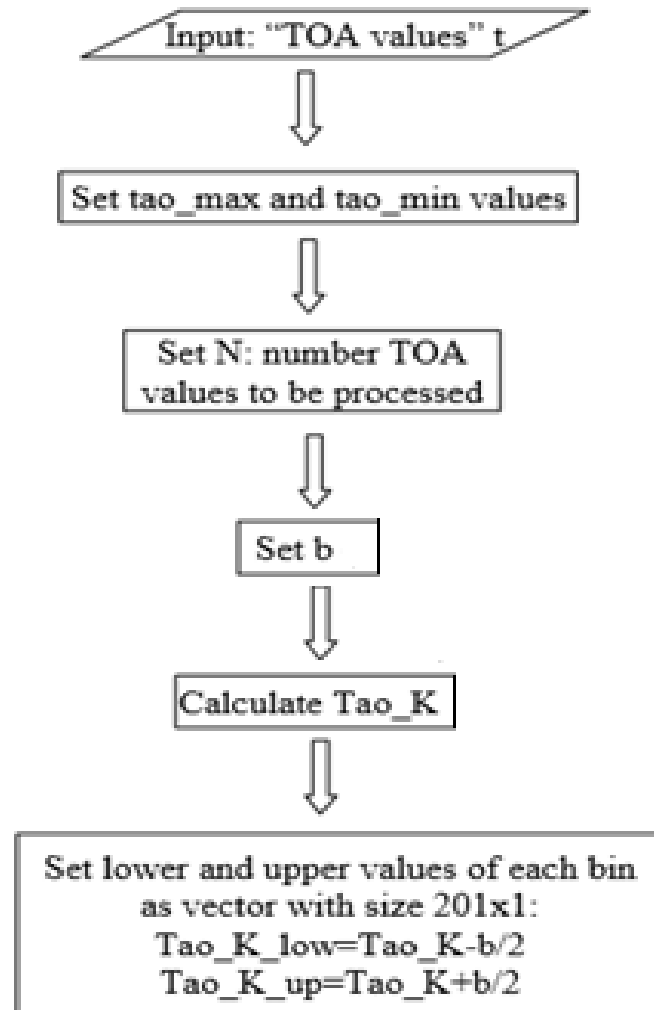 Input: “TOA values” t
Set tao_max and tao_min values
Set N: number TOA
values to be processed
Set b
Calculate Tao_K
Set lower and upper values of each bin
as vector with size 201x1:
Tao_K_low=Tao_K-b/2
Tao_K_up=Tao_K+b/2